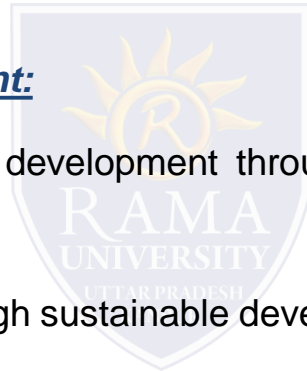 nt:
development throu
RAMA
UNIVERSITY
UTTAR PRADESH
gh sustainable deve